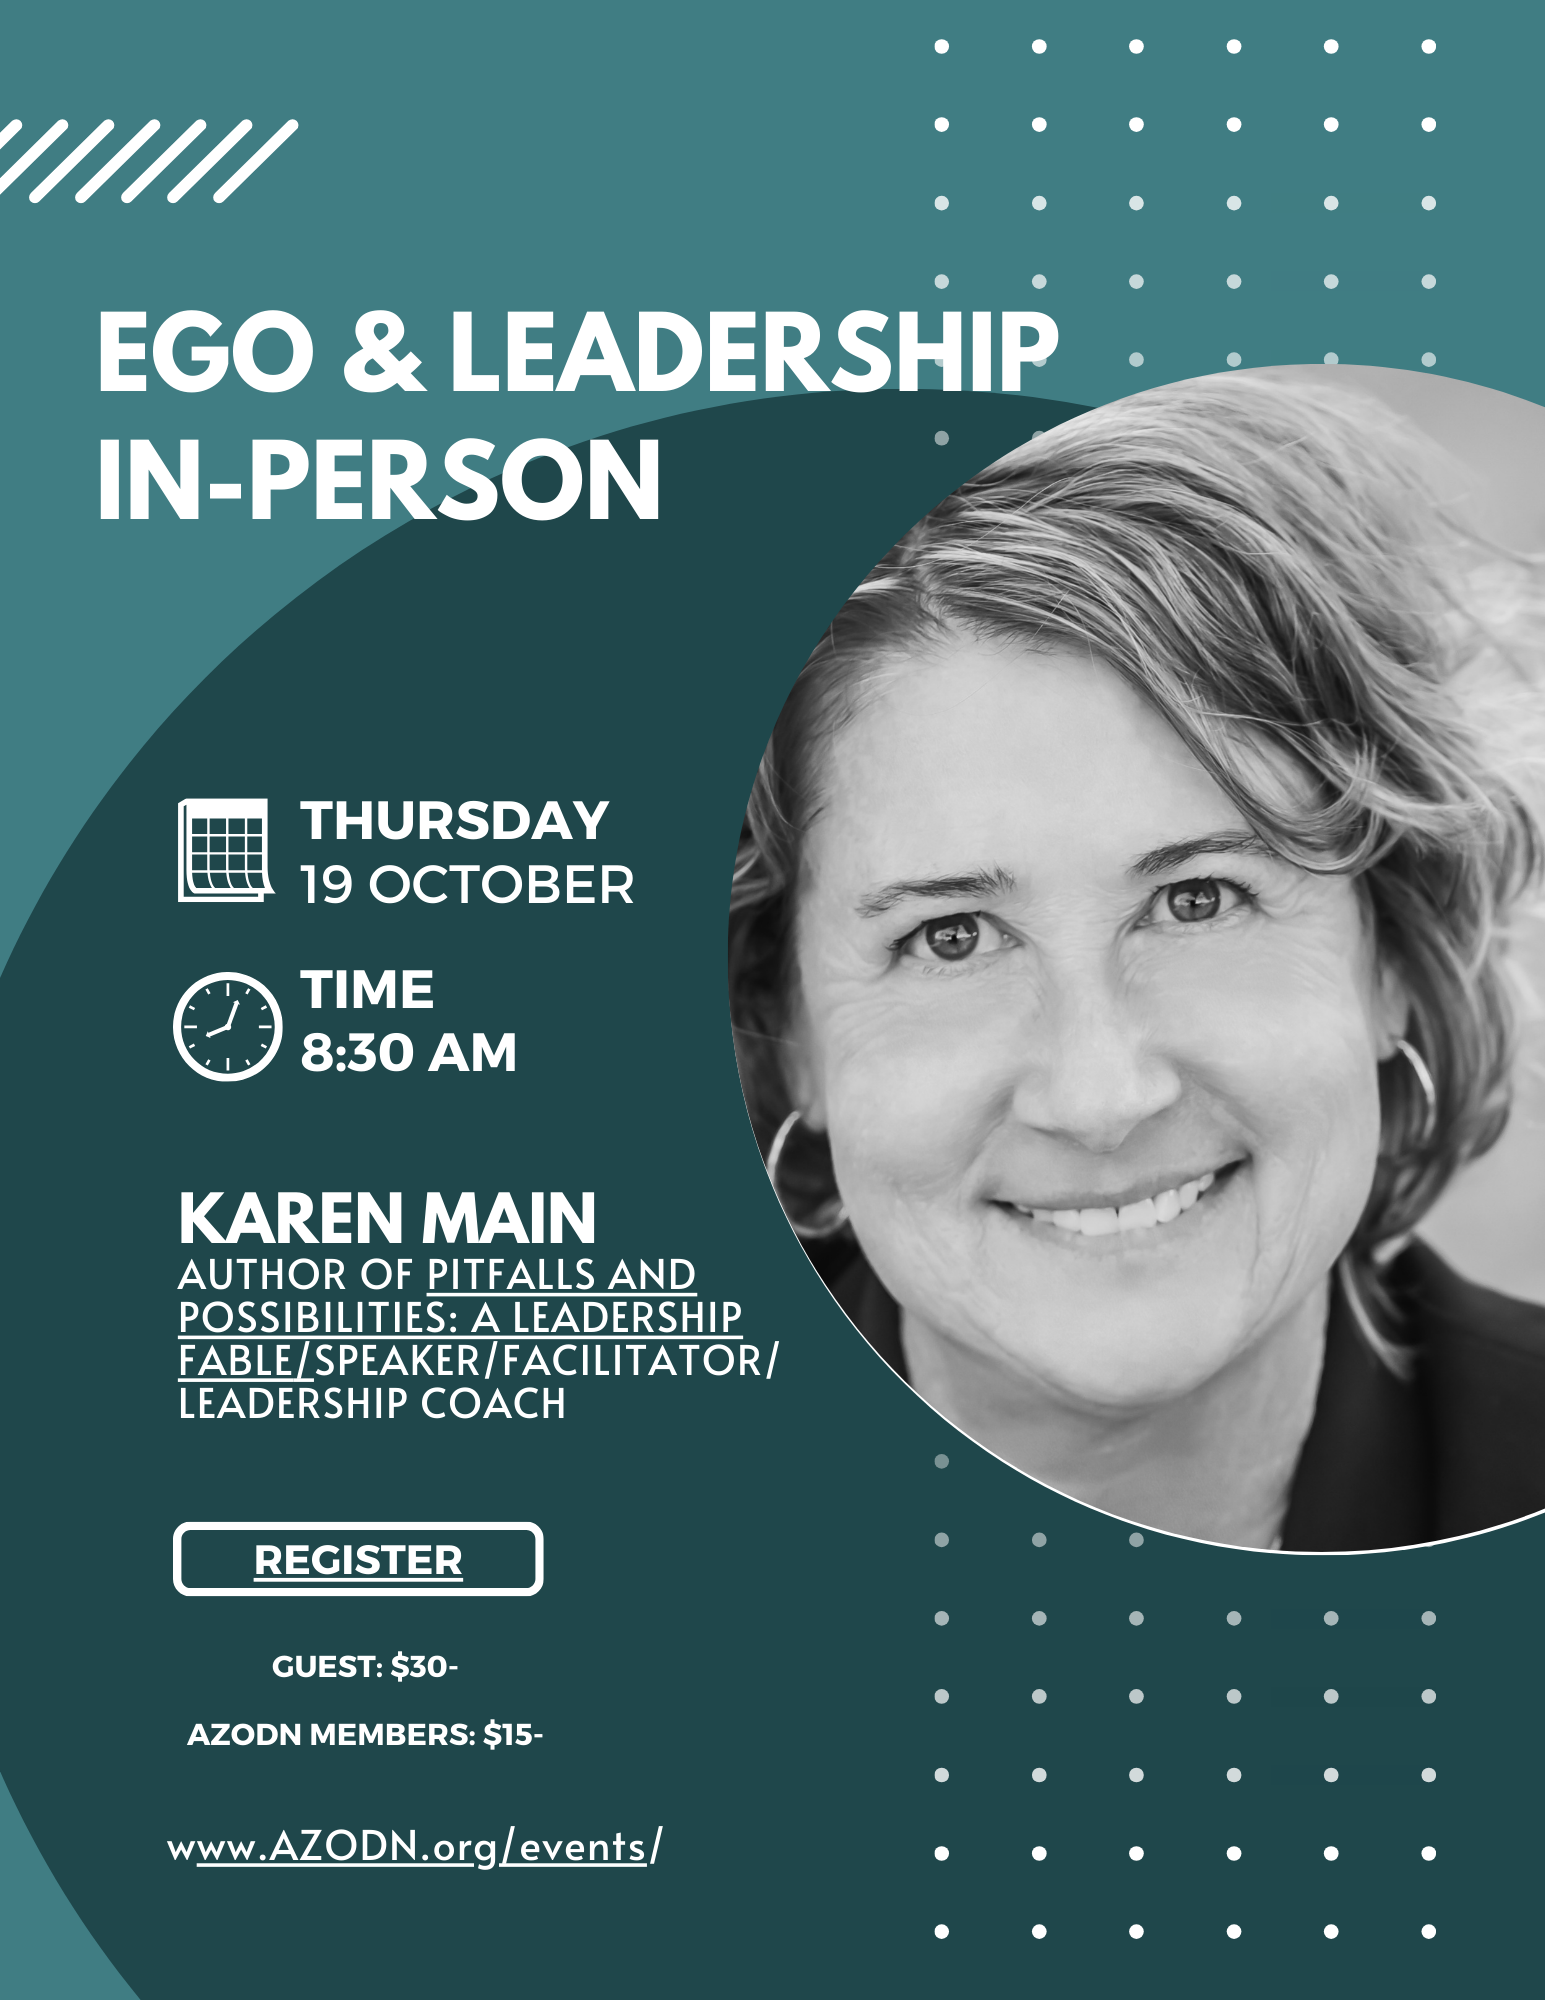 EGO & LEADERSHIP
IN-PERSON
THURSDAY
19 OCTOBER
TIME
8:30 AM
KAREN MAIN
AUTHOR OF PITFALLS AND
POSSIBILITIES: A LEADERSHIP
FABLE/SPEAKER/FACILITATOR/
LEADERSHIP COACH
REGISTER
GUEST: $30-
AZODN MEMBERS: $15-
www.AZODN.org/events/